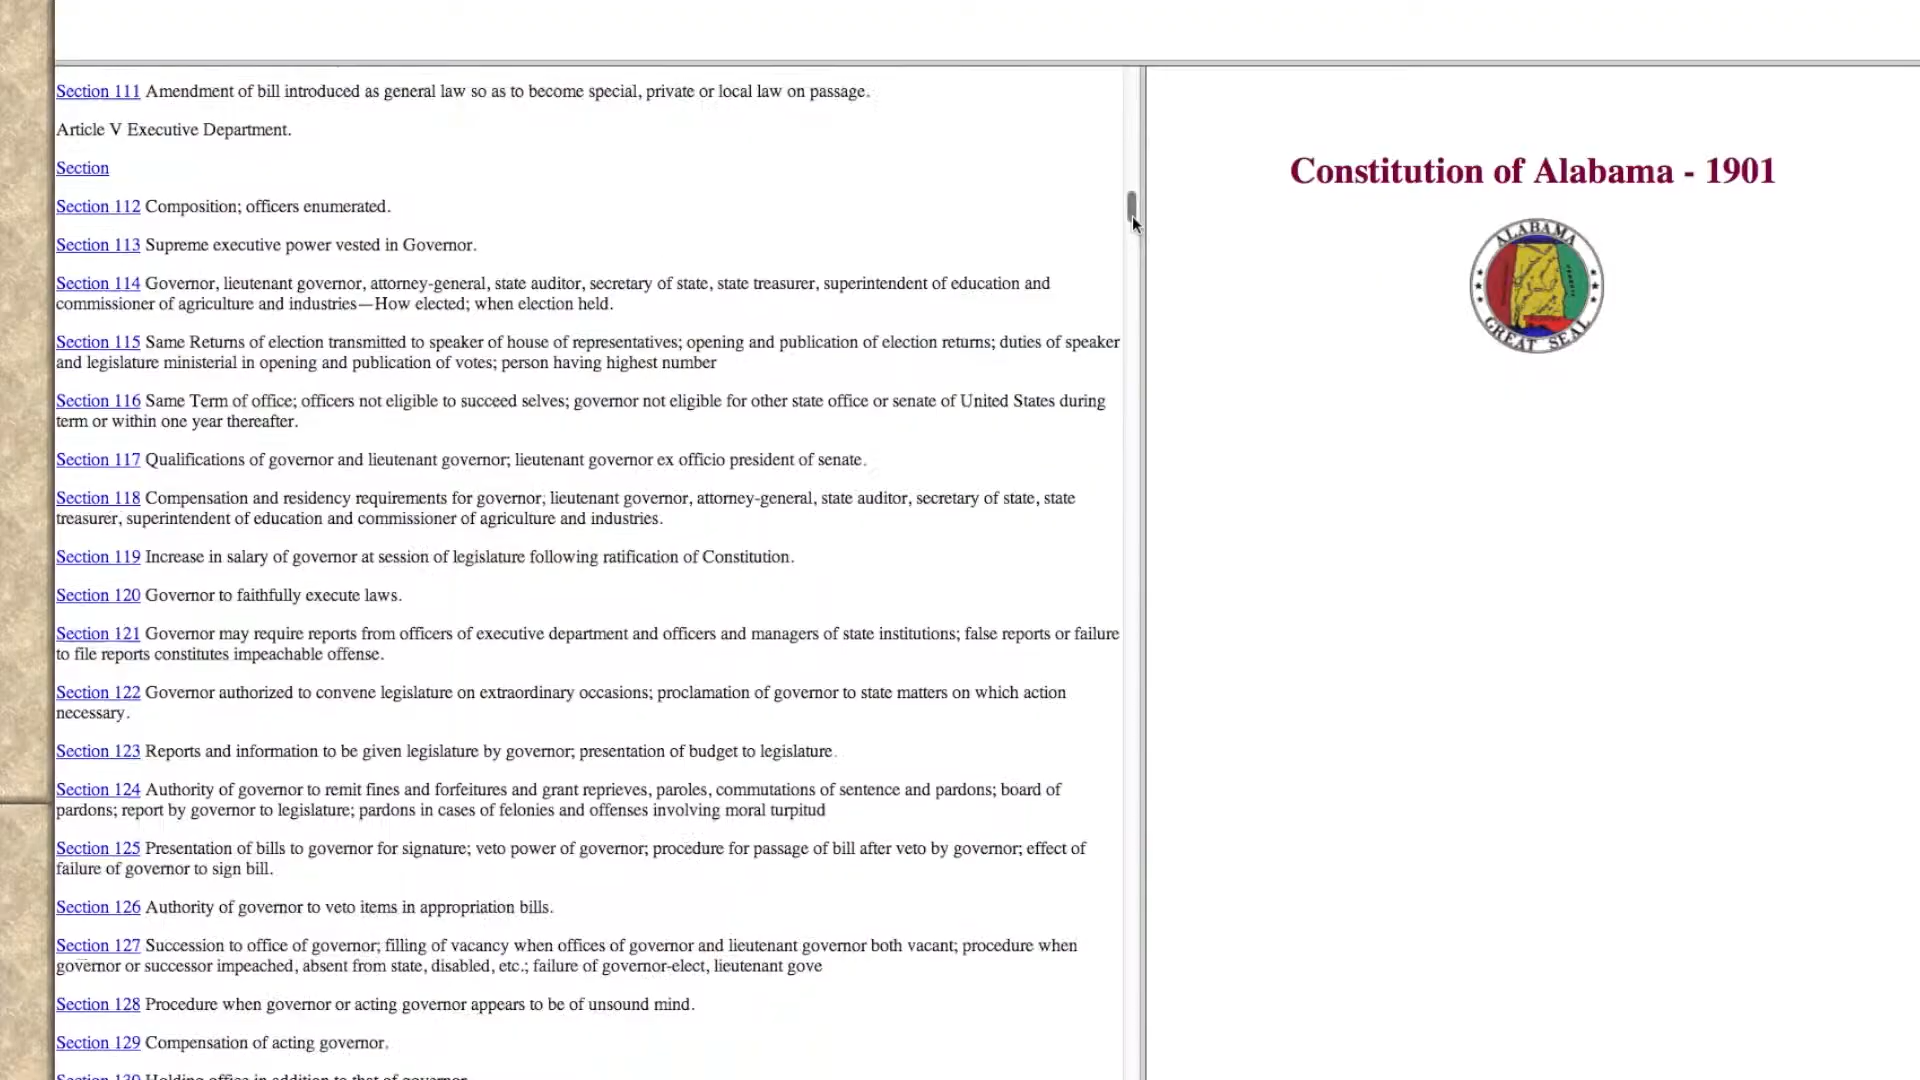 Section 111 Amendment of bill introduced as general law so as to become special, private or local law on passage.
Article V Executive Department.
Section
Section 112 Composition; officers enumerated.
Section 113 Supreme executive power vested in Governor.
Section 114 Governor, lieutenant governor, attorney-general, state auditor, secretary of state, state treasurer, superintendent of education and
commissioner of agriculture and industries—How elected; when election held.
Section 115 Same Returns of election transmitted to speaker of house of representatives; opening and publication of election returns; duties of speaker
and legislature ministerial in opening and publication of votes; person having highest number
Section 116 Same Term of office; officers not eligible to succeed selves; governor not eligible for other state office or senate of United States during
term or within one year thereafter.
Section 117 Qualifications of governor and lieutenant governor; lieutenant governor ex officio president of senate.
Section 118 Compensation and residency requirements for governor, lieutenant governor, attorney-general, state auditor, secretary of state, state
treasurer, superintendent of education and commissioner of agriculture and industries.
Section 119 Increase in salary of governor at session of legislature following ratification of Constitution.
Section 120 Governor to faithfully execute laws.
Section 121 Governor may require reports from officers of executive department and officers and managers of state institutions; false reports or failure
to file reports constitutes impeachable offense.
Section 122 Governor authorized to convene legislature on extraordinary occasions; proclamation of governor to state matters on which action
necessary.
Section 123 Reports and information to be given legislature by governor; presentation of budget to legislature.
Section 124 Authority of governor to remit fines and forfeitures and grant reprieves, paroles, commutations of sentence and pardons; board of
pardons; report by governor to legislature; pardons in cases of felonies and offenses involving moral turpitud
Section 125 Presentation of bills to governor for signature; veto power of governor; procedure for passage of bill after veto by governor; effect of
failure of governor to sign bill.
Section 126 Authority of governor to veto items in appropriation bills.
Section 127 Succession to office of governor; filling of vacancy when offices of governor and lieutenant governor both vacant; procedure when
governor or successor impeached, absent from state, disabled, etc.; failure of governor-elect, lieutenant gove
Section 128 Procedure when governor or acting governor appears to be of unsound mind.
Section 129 Compensation of acting governor.
Section 130 Holding office in addition to that of governor
Constitution of Alabama - 1901
ALABAMA
GREAT SEAL